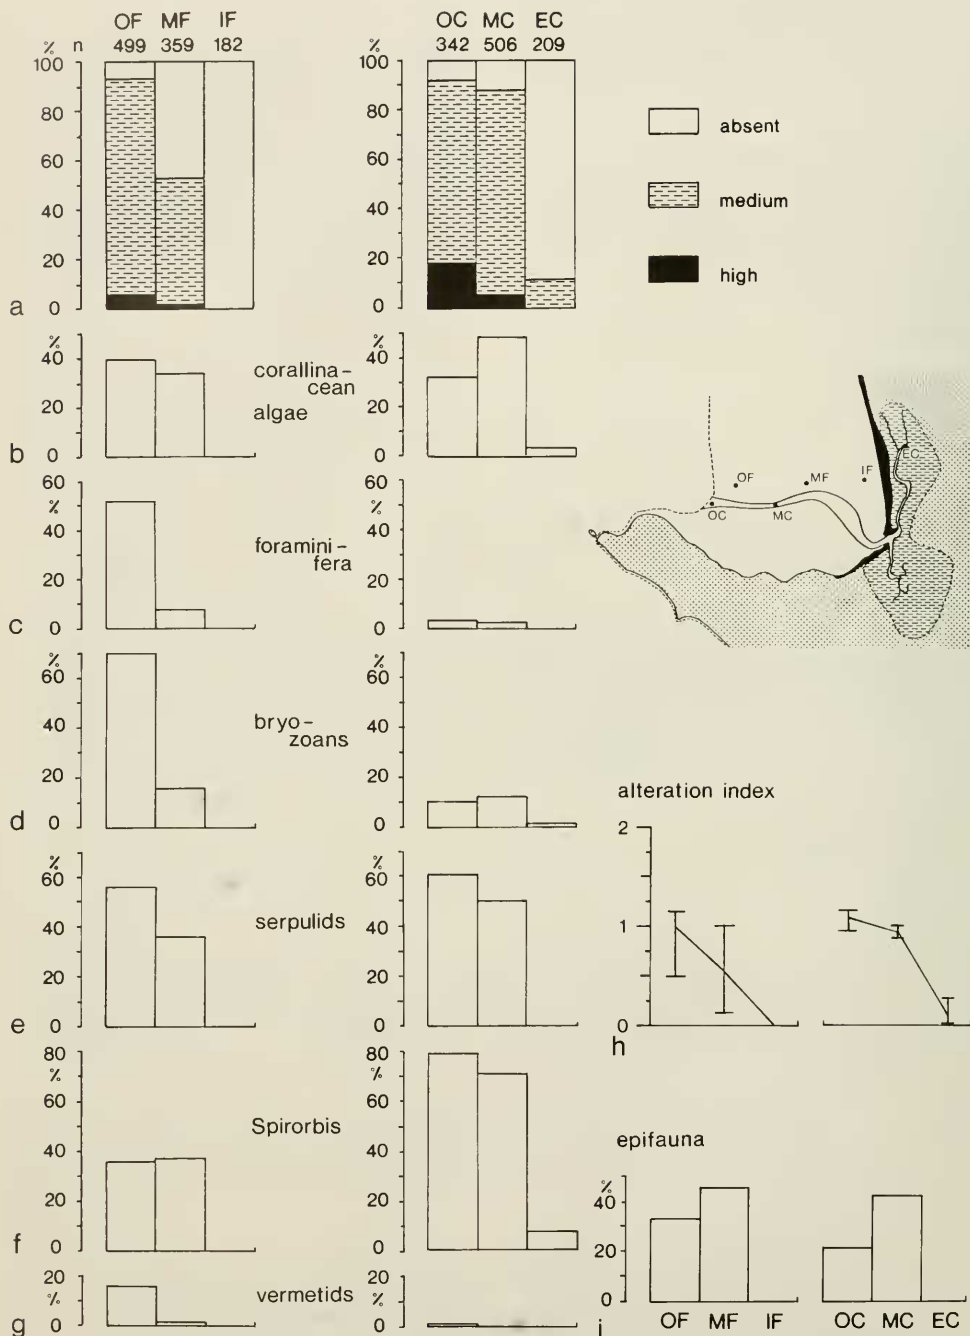 OF MF IF
% n 499 359 182
100
80
60
40
20
a 0
OC MC EC
% 342 506 209
100
80
60
40
20
0
absent
medium
high
%
40
20
b 0
corallina-
cean
algae
%
40
20
0
60
%
40
20
c 0
foramini-
fera
60
%
40
20
0
%
60
40
20
d 0
bryo-
zoans
%
60
40
20
0
OF MF IF EC
OC MC
%
60
40
20
e 0
serpulids
%
60
40
20
0
alteration index
2
1
0
h
80
%
60
40
20
f 0
Spirorbis
80
%
60
40
20
0
epifauna
%
40
20
0
i OF MF IF OC MC EC
20
%
g 0
vermetids
20
%
0